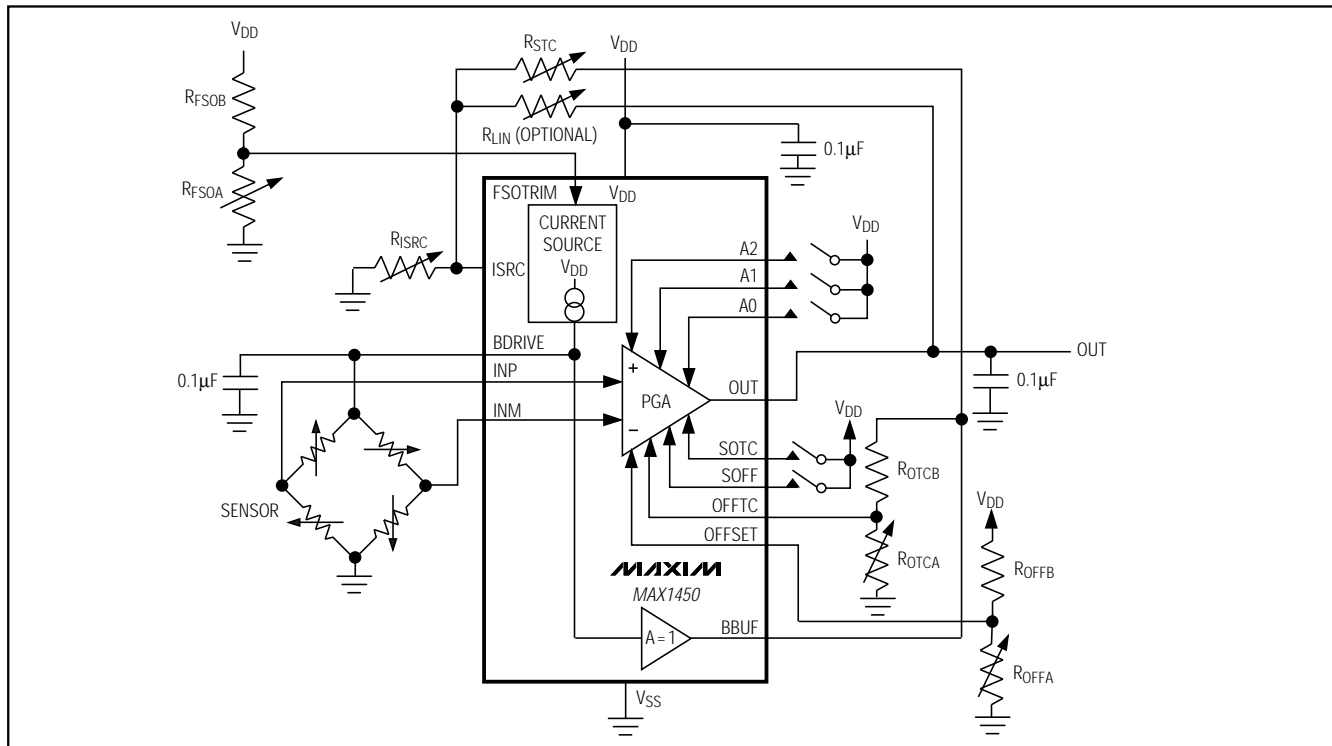 VDD
RSTC
VDD
RFSOB
RLIN (OPTIONAL)
0.1μF
RFSOA
FSOTRIM
VDD
CURRENT
SOURCE
VDD
RISRC
ISRC
A2
A1
A0
VDD
BDRIVE
0.1μF
INP
INM
+
PGA
−
OUT
OUT
0.1μF
VDD
SOTC
SOFF
OFFTC
OFFSET
ROTCB
VDD
SENSOR
ROTCA
ROFFB
MAXIM
MAX1450
A = 1
BBUF
ROFFA
VSS